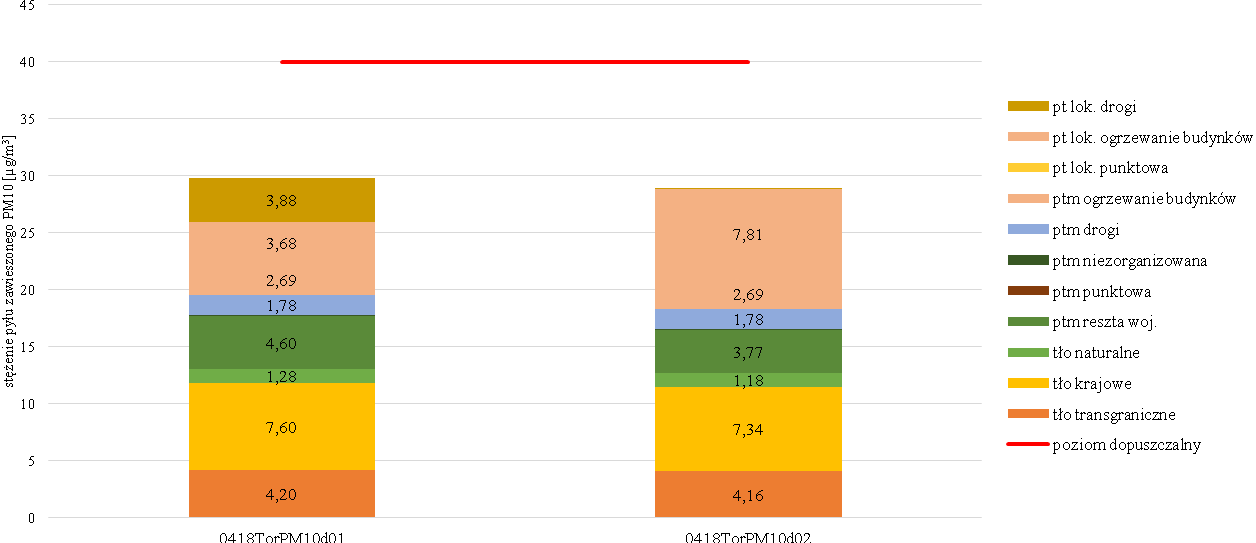 stężenie pyłu zawieszonego PM10 [µg/m³]
45
40
35
30
25
20
15
10
5
0
3,88
3,68
2,69
1,78
4,60
1,28
7,60
4,20
7,81
2,69
1,78
3,77
1,18
7,34
4,16
0418TorPM10d01
0418TorPM10d02
pt lok. drogi
pt lok. ogrzewanie budynków
pt lok. punktowa
ptm ogrzewanie budynków
ptm drogi
ptm niezorganizowana
ptm punktowa
ptm reszta woj.
tło naturalne
tło krajowe
tło transgraniczne
poziom dopuszczalny